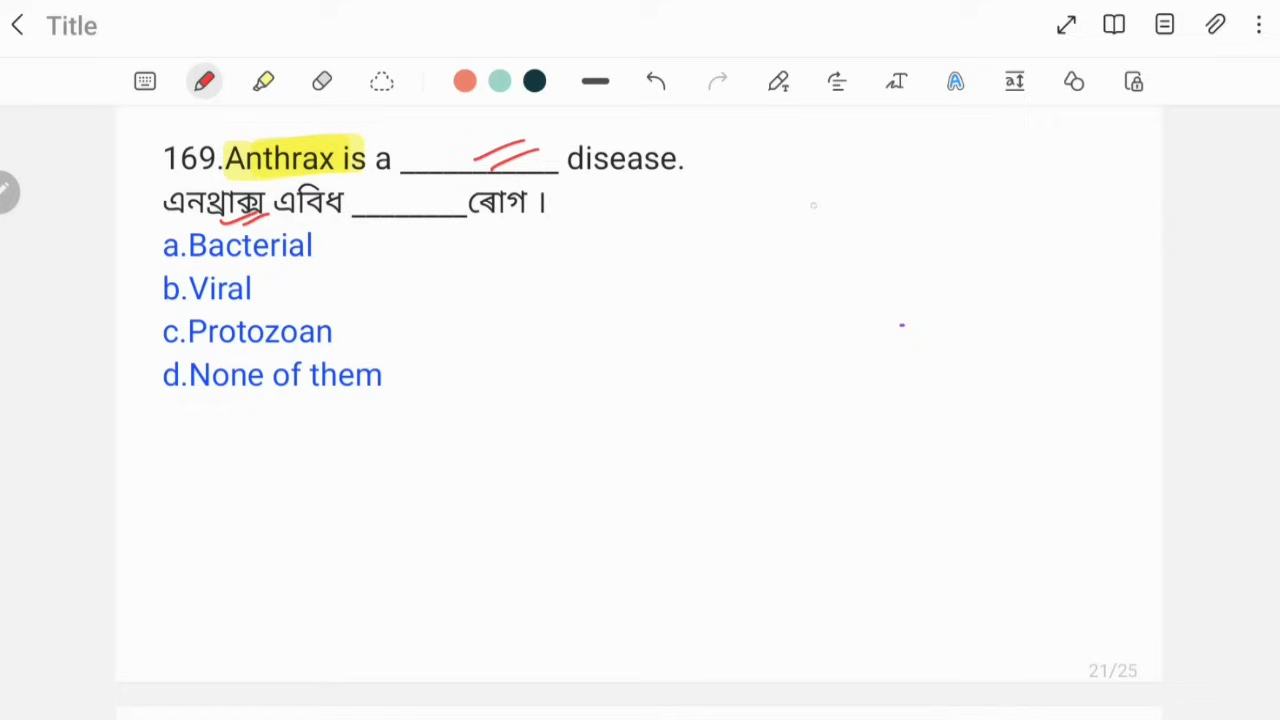 Title
169.Anthrax is a __________ disease.
এনথ্ৰাক্স এবিধ ________ৰোগ ।
a.Bacterial
b.Viral
c.Protozoan
d.None of them
21/25